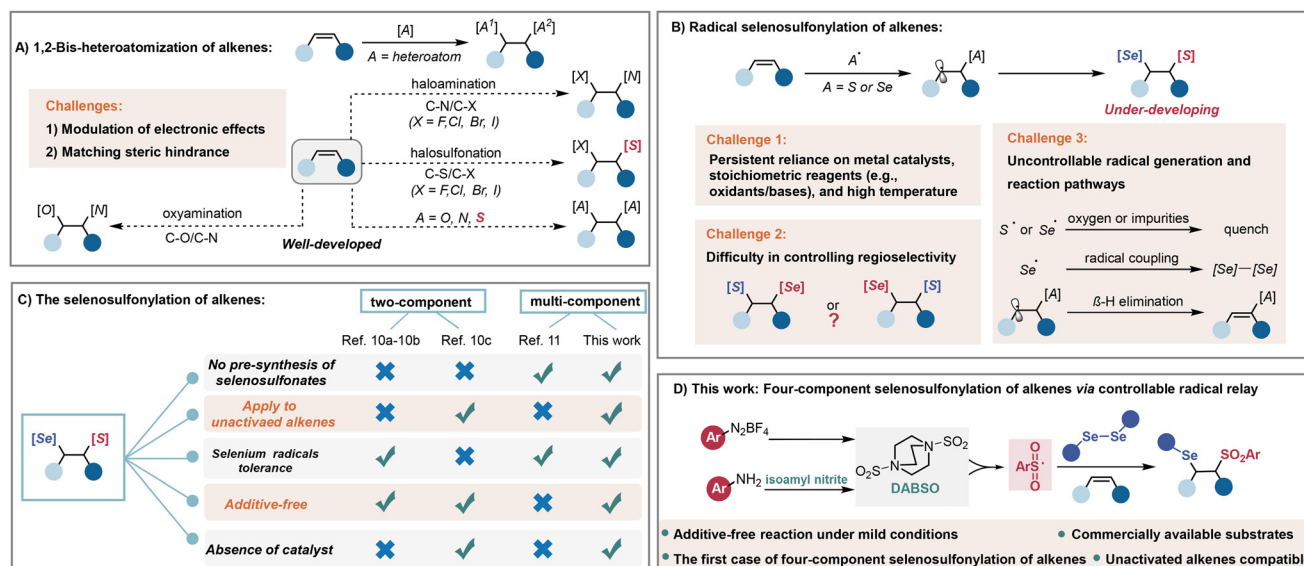 A) 1,2-Bis-heteroatomization of alkenes:
[A]
A = heteroatom
[A¹] [A²]
Challenges:
1) Modulation of electronic effects
2) Matching steric hindrance
haloamination
C-N/C-X
(X = F,Cl, Br, I)
[X] [N]
halosulfonation
C-S/C-X
(X = F,Cl, Br, I)
[X] [S]
[O] [N]
oxyamination
C-O/C-N
Well-developed
A = O, N, S
[A] [A]
B) Radical selenosulfonylation of alkenes:
A•
A = S or Se
[A]
[Se] [S]
Under-developing
Challenge 1:
Persistent reliance on metal catalysts,
stoichiometric reagents (e.g.,
oxidants/bases), and high temperature
Challenge 2:
Difficulty in controlling regioselectivity
[S] [Se] or [Se] [S]
?
Challenge 3:
Uncontrollable radical generation and
reaction pathways
S• or Se• oxygen or impurities quench
Se• radical coupling [Se]—[Se]
[A] ß-H elimination [A]
C) The selenosulfonylation of alkenes:
two-component multi-component
Ref. 10a-10b Ref. 10c Ref. 11 This work
No pre-synthesis of
selenosulfonates
Apply to
unactivaed alkenes
[Se] [S]
Selenium radicals
tolerance
Additive-free
Absence of catalyst
D) This work: Four-component selenosulfonylation of alkenes via controllable radical relay
Ar N₂BF₄
Ar NH₂ isoamyl nitrite
N-SO₂
O₂S-N
DABSO
O
ArS•
O
Se-Se
Se SO₂Ar
Additive-free reaction under mild conditions
Commercially available substrates
The first case of four-component selenosulfonylation of alkenes
Unactivated alkenes compatibl